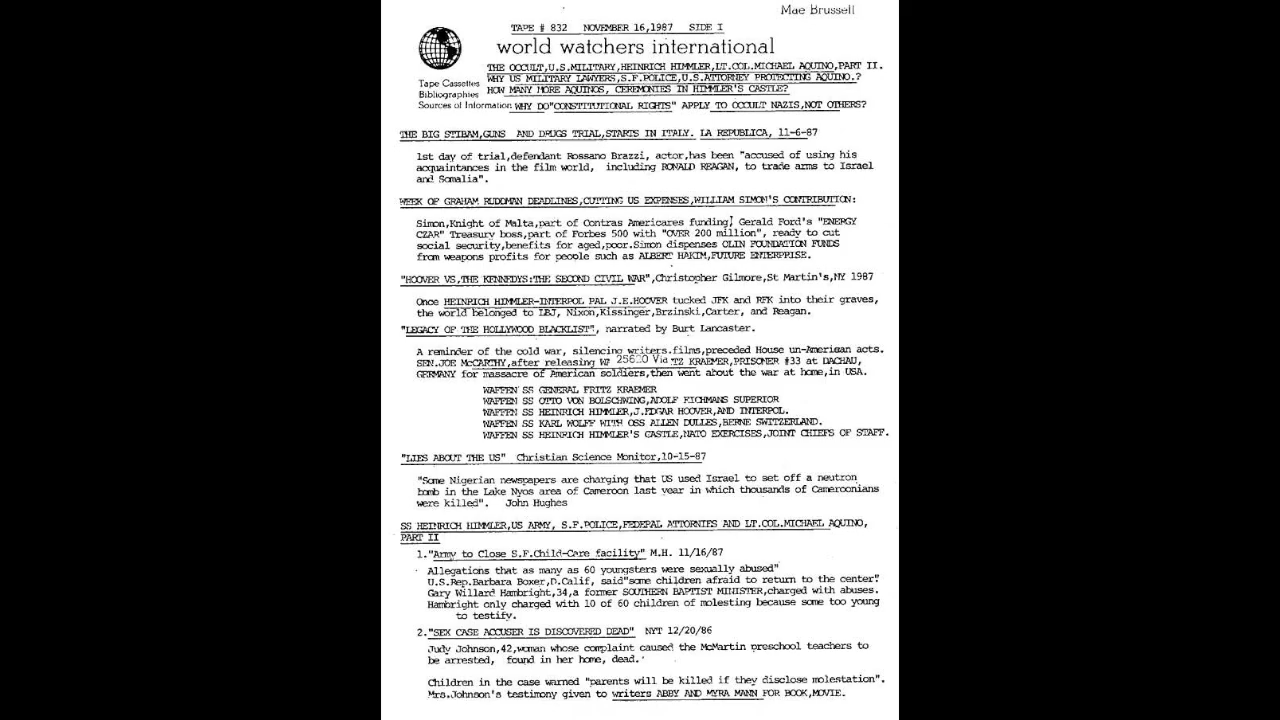 Mae Brussell
TAPE # 832 NOVEMBER 16,1987 SIDE I
world watchers international
THE OCCULT,U.S.MILITARY,HEINRICH HIMMLER,LT.COL.MICHAEL AQUINO,PART II.
WHY US MILITARY LAWYERS,S.F.POLICE,U.S.ATTORNEY PROTECTING AQUINO.?
HOW MANY MORE AQUINOS, CEREMONIES IN HIMMLER'S CASTLE?
WHY DO"CONSTITUTIONAL RIGHTS" APPLY TO OCCULT NAZIS,NOT OTHERS?
Tape Cassettes
Bibliographies
Sources of Information
THE BIG STIBAM,GUNS AND DRUGS TRIAL,STARTS IN ITALY. LA REPUBLICA, 11-6-87
1st day of trial,defendant Rossano Brazzi, actor,has been "accused of using his
acquaintances in the film world, including RONALD REAGAN, to trade arms to Israel
and Somalia".
WEEK OF GRAHAM RUDDMAN DEADLINES,CUTTING US EXPENSES,WILLIAM SIMON'S CONTRIBUTION:
Simon,Knight of Malta,part of Contras Americares funding, Gerald Ford's "ENERGY
CZAR" Treasury boss,part of Forbes 500 with "OVER 200 million", ready to cut
social security,benefits for aged,poor.Simon dispenses OLIN FOUNDATION FUNDS
from weapons profits for people such as ALBERT HAKIM,FUTURE ENTERPRISE.
"HOOVER VS,THE KENNEDYS:THE SECOND CIVIL WAR",Christopher Gilmore,St Martin's,NY 1987
Once HEINRICH HIMMLER-INTERPOL PAL J.E.HOOVER tucked JFK and RFK into their graves,
the world belonged to LBJ, Nixon,Kissinger,Brzinski,Carter, and Reagan.
"LEGACY OF THE HOLLYWOOD BLACKLIST", narrated by Burt Lancaster.
A reminder of the cold war, silencing writers.films,preceded House un-American acts.
SEN.JOE McCARTHY,after releasing 25620 Via KRAEMER,PRISONER #33 at DACHAU,
GERMANY for massacre of American soldiers,then went about the war at home,in USA.
WAFFEN SS GENERAL FRITZ KRAEMER
WAFFEN SS OTTO VON BOLSCHWING,ADOLF EICHMANS SUPERIOR
WAFFEN SS HEINRICH HIMMLER,J.EDGAR HOOVER,AND INTERPOL.
WAFFEN SS KARL WOLFF WITH OSS ALLEN DULLES,BERNE SWITZERLAND.
WAFFEN SS HEINRICH HIMMLER'S CASTLE,NATO EXERCISES,JOINT CHIEFS OF STAFF.
"LIES ABOUT THE US" Christian Science Monitor,10-15-87
"Some Nigerian newspapers are charging that US used Israel to set off a neutron
bomb in the Lake Nyos area of Cameroon last year in which thousands of Cameroonians
were killed". John Hughes
SS HEINRICH HIMMLER,US ARMY, S.F.POLICE,FEDERAL ATTORNIES AND LT.COL.MICHAEL AQUINO,
PART II
1."Army to Close S.F.Child-Care facility" M.H. 11/16/87
Allegations that as many as 60 youngsters were sexually abused"
U.S.Rep.Barbara Boxer,D.Calif, said"some children afraid to return to the center"
Gary Willard Hambright,34,a former SOUTHERN BAPTIST MINISTER,charged with abuses.
Hambright only charged with 10 of 60 children of molesting because some too young
to testify.
2."SEX CASE ACCUSER IS DISCOVERED DEAD" NYT 12/20/86
Judy Johnson,42,woman whose complaint caused the McMartin preschool teachers to
be arrested, found in her home, dead.
Children in the case warned "parents will be killed if they disclose molestation".
Mrs.Johnson's testimony given to writers ABBY AND MYRA MANN FOR BOOK,MOVIE.